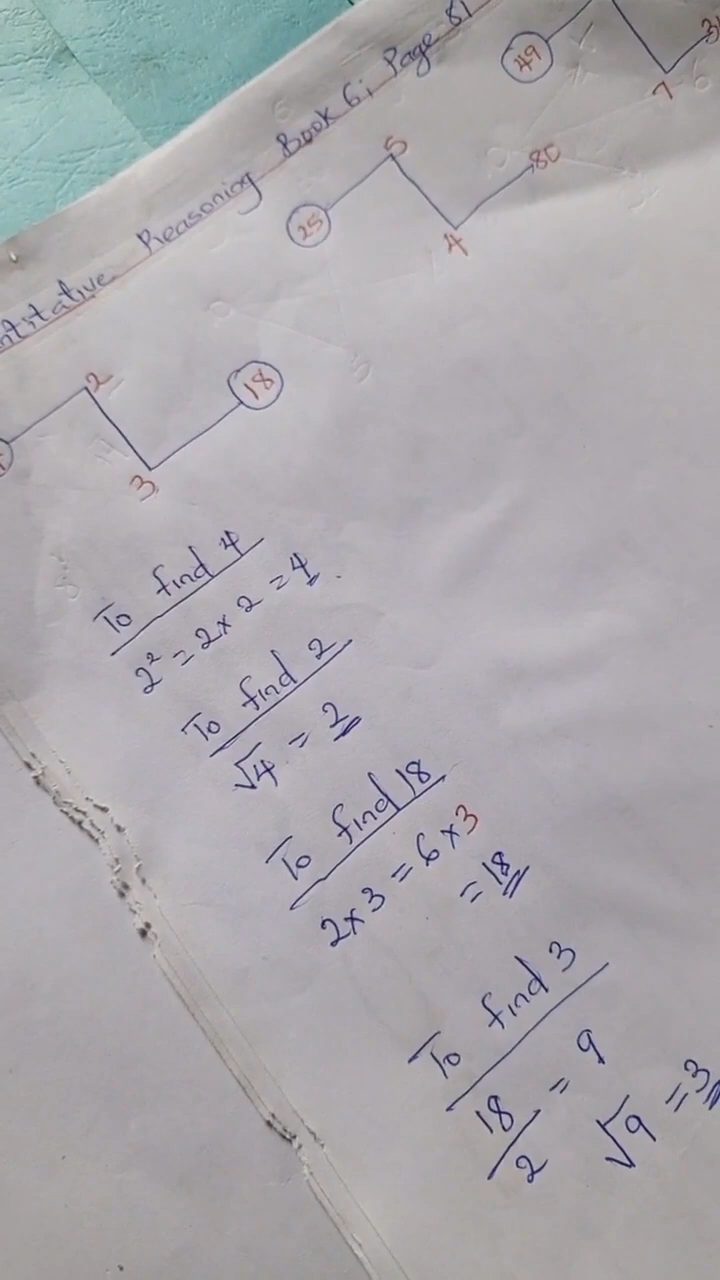 Reasoning Book 6; Page 81
49
7
25
5
4
80
2
3
18
To find 4
2² = 2 x 2 = 4
To find 2
√4 = 2
To find 18
2 x 3 = 6 x 3
= 18
To find 3
18/2 = 9
√9 = 3